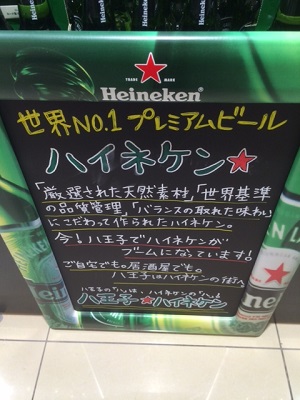 TRADE MARK
Heineken
世界NO.1 プレミアムビール
ハイネケン★
「厳選された天然素材」「世界基準
の品質管理」「バランスの取れた味わい」
にこだわって作られたハイネケン。
今！八王子でハイネケンが
ブームになっています！
ご自宅でも。居酒屋でも。
八王子はハイネケンの街へ
八王子★ハイネケン